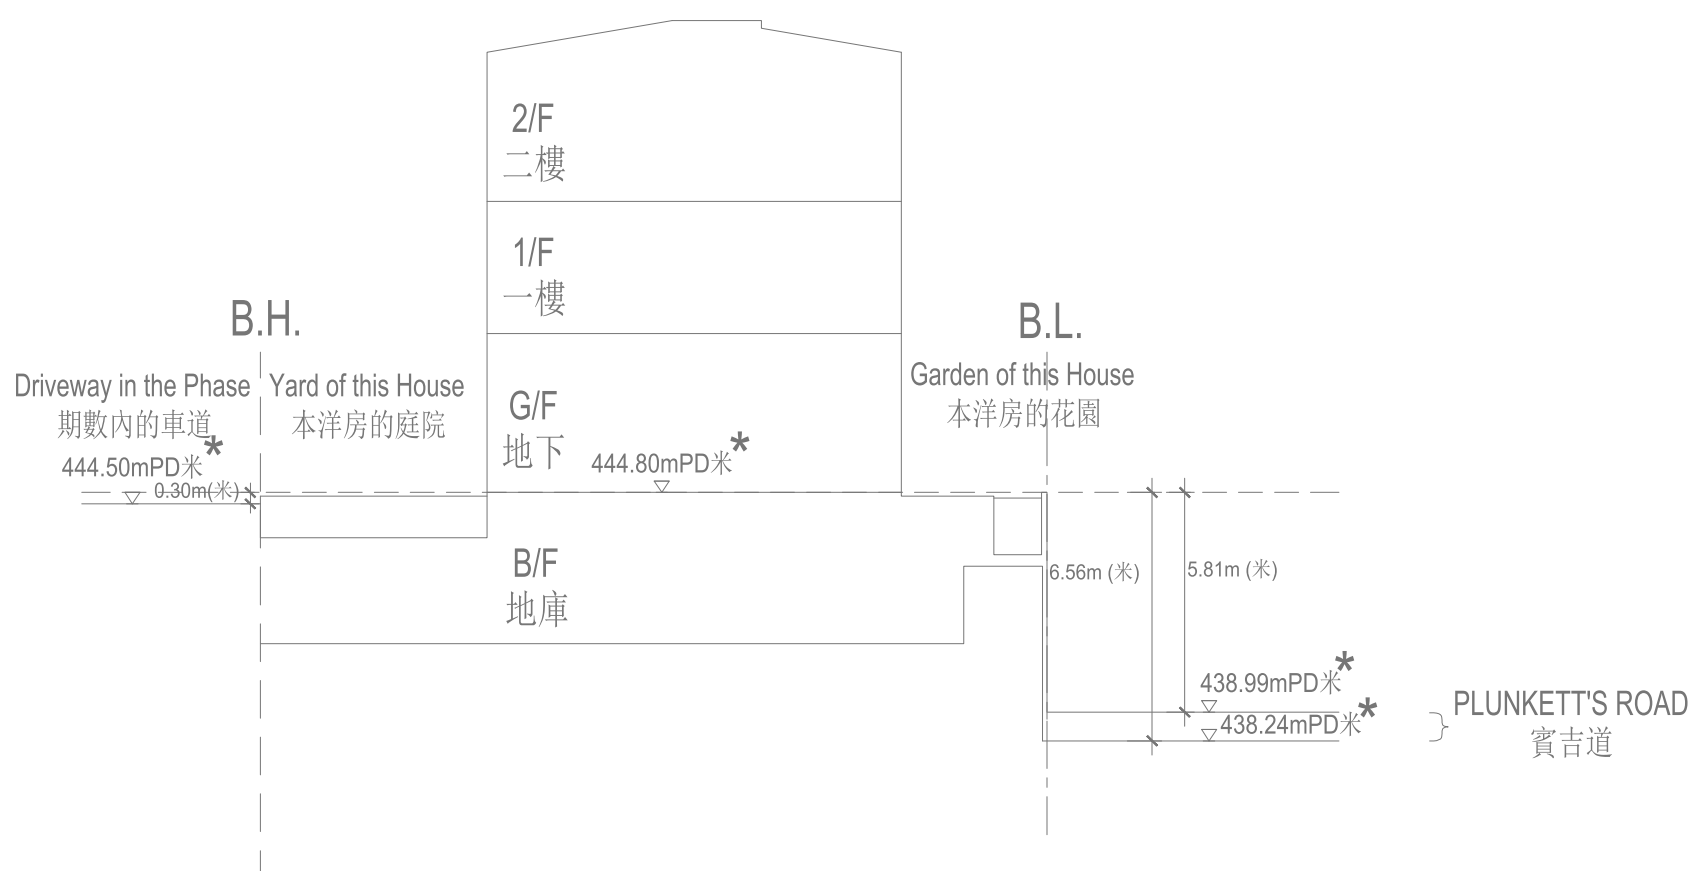 2/F
二樓
1/F
一樓
B.H.
B.L.
Driveway in the Phase
期數內的車道
Yard of this House
本洋房的庭院
G/F
地下
Garden of this House
本洋房的花園
444.50mPD米*
0.30m(米)
444.80mPD米*
B/F
地庫
6.56m (米)
5.81m (米)
438.99mPD米*
438.24mPD米*
PLUNKETT'S ROAD
賓吉道